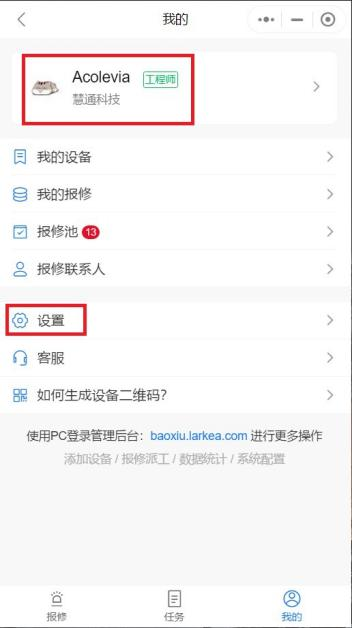 我的
Acolevia 工程师
慧通科技
我的设备
我的报修
报修池 13
报修联系人
设置
客服
如何生成设备二维码?
使用PC登录管理后台：baoxiu.larkea.com 进行更多操作
添加设备 / 报修派工 / 数据统计 / 系统配置
报修 任务 我的